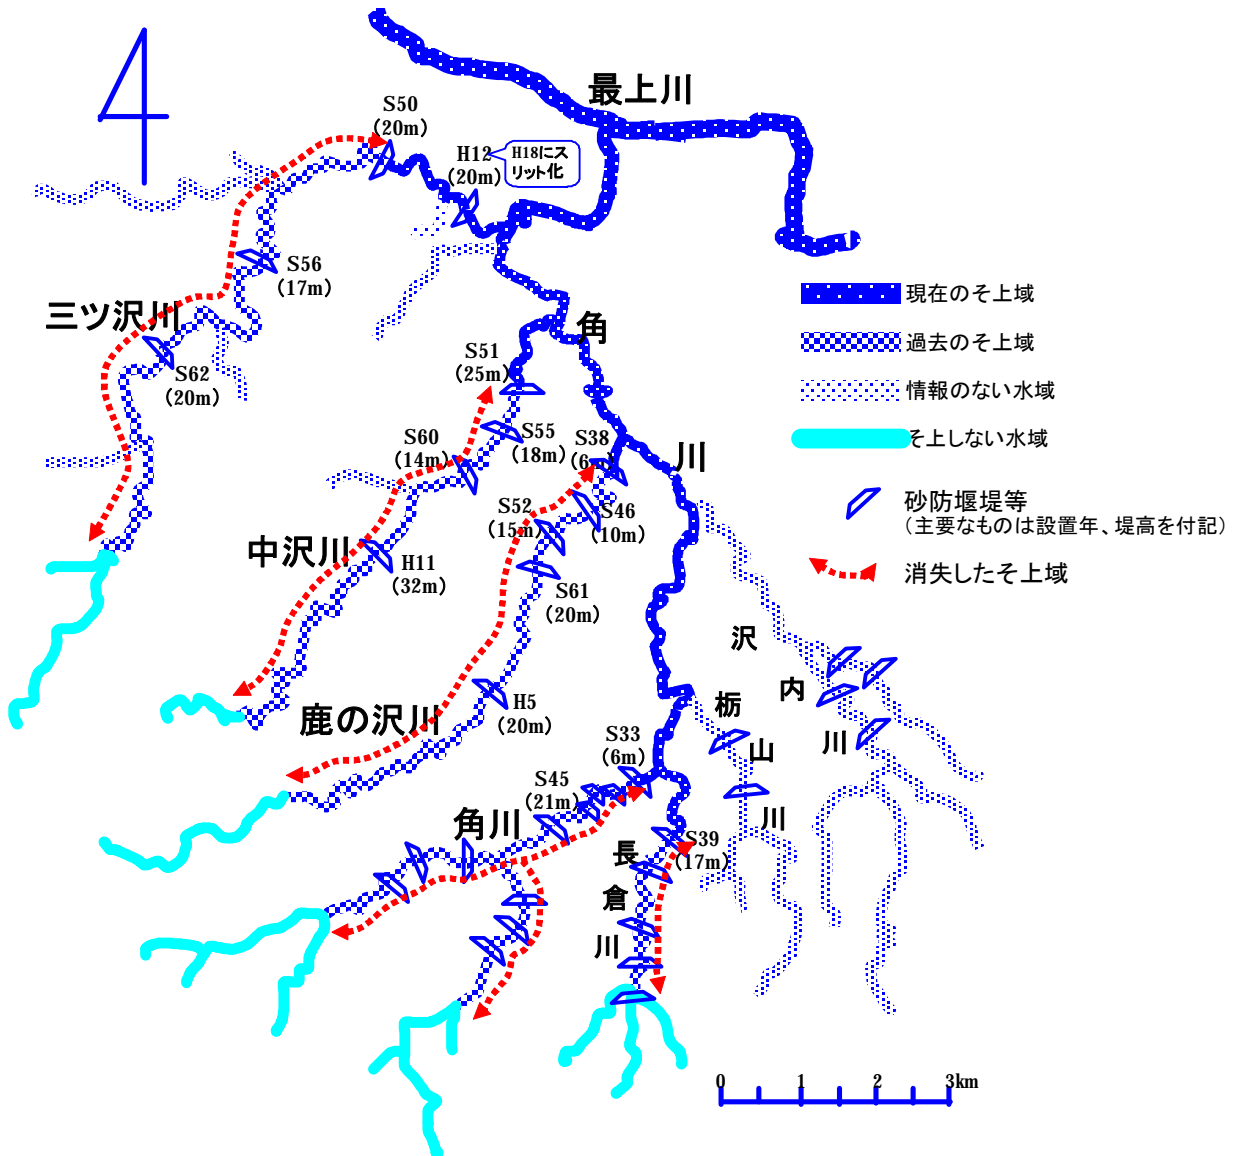 最上川
S50
(20m)
H12
(20m)
H18にス
リット化
S56
(17m)
三ツ沢川
S62
(20m)
角
川
S51
(25m)
S55
(18m)
S60
(14m)
S38
(6m)
S52
(15m)
S46
(10m)
中沢川
H11
(32m)
S61
(20m)
鹿の沢川
H5
(20m)
S33
(6m)
S45
(21m)
角川
S39
(17m)
長
倉
川
栃
山
川
沢
内
川
現在のそ上域
過去のそ上域
情報のない水域
そ上しない水域
砂防堰堤等
(主要なものは設置年、堤高を付記)
消失したそ上域
0 1 2 3km